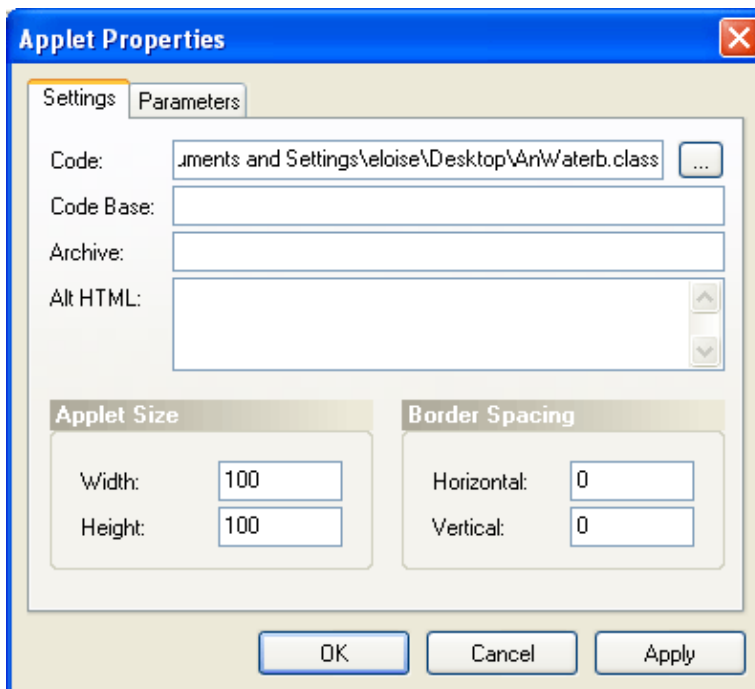 Applet Properties
Settings Parameters
Code: uments and Settings\eloise\Desktop\AnWaterb.class ...
Code Base:
Archive:
Alt HTML:
Applet Size Border Spacing
Width: 100 Horizontal: 0
Height: 100 Vertical: 0
OK Cancel Apply